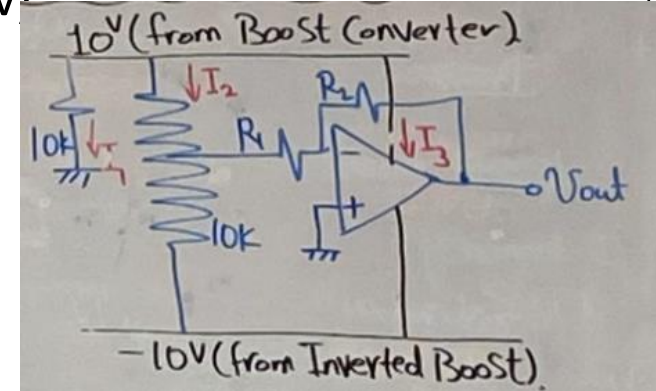 V
10V (from Boost Converter)
I2
R2
10k
I1
R1
I3
Vout
10K
-10V (from Inverted Boost)